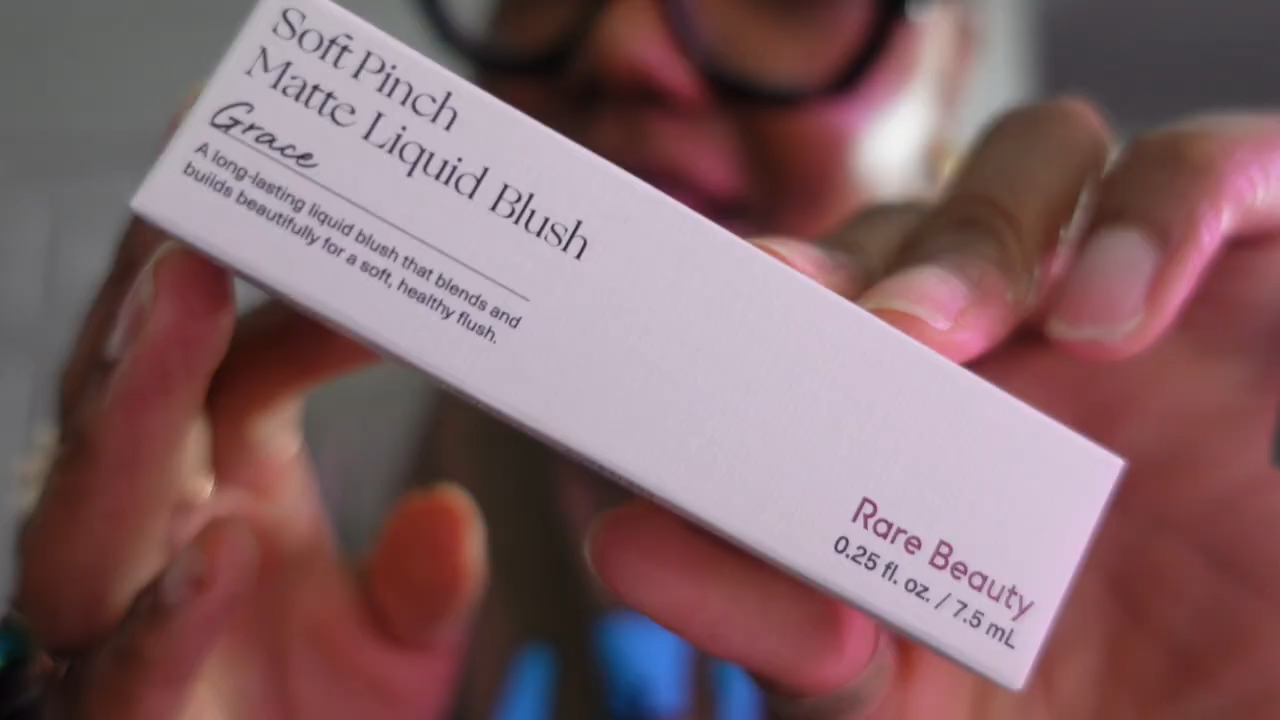 Soft Pinch
Matte Liquid Blush
Grace
A long-lasting liquid blush that blends and
builds beautifully for a soft, healthy flush.
Rare Beauty
0.25 fl. oz. / 7.5 mL